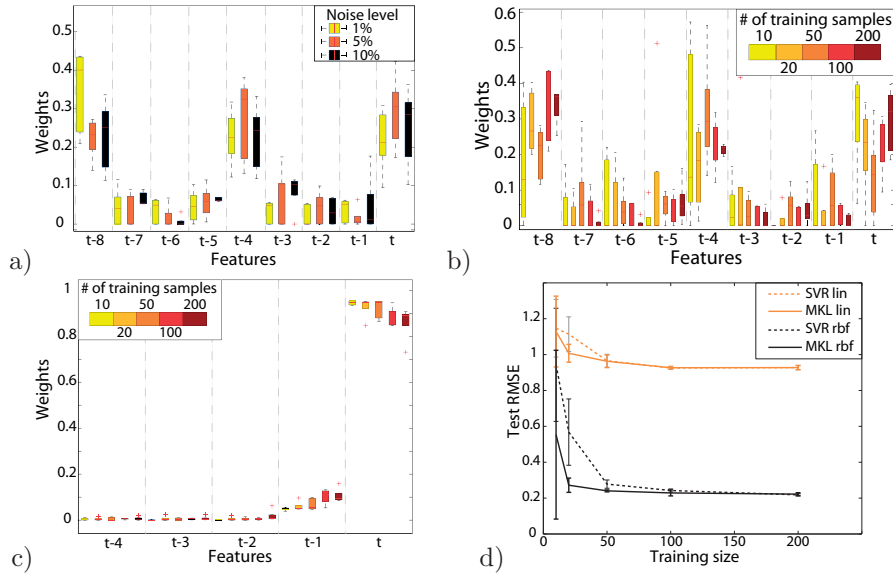 a)
Weights
0.5
0.4
0.3
0.2
0.1
0
Noise level
1%
5%
10%
t-8 t-7 t-6 t-5 t-4 t-3 t-2 t-1 t
Features
b)
Weights
0.6
0.5
0.4
0.3
0.2
0.1
0
# of training samples
10 50 200
20 100
t-8 t-7 t-6 t-5 t-4 t-3 t-2 t-1 t
Features
c)
Weights
1
0.8
0.6
0.4
0.2
0
# of training samples
10 50 200
20 100
t-4 t-3 t-2 t-1 t
Features
d)
Test RMSE
1.4
1.2
1
0.8
0.6
0.4
0.2
0
SVR lin
MKL lin
SVR rbf
MKL rbf
50 100 150 200
Training size